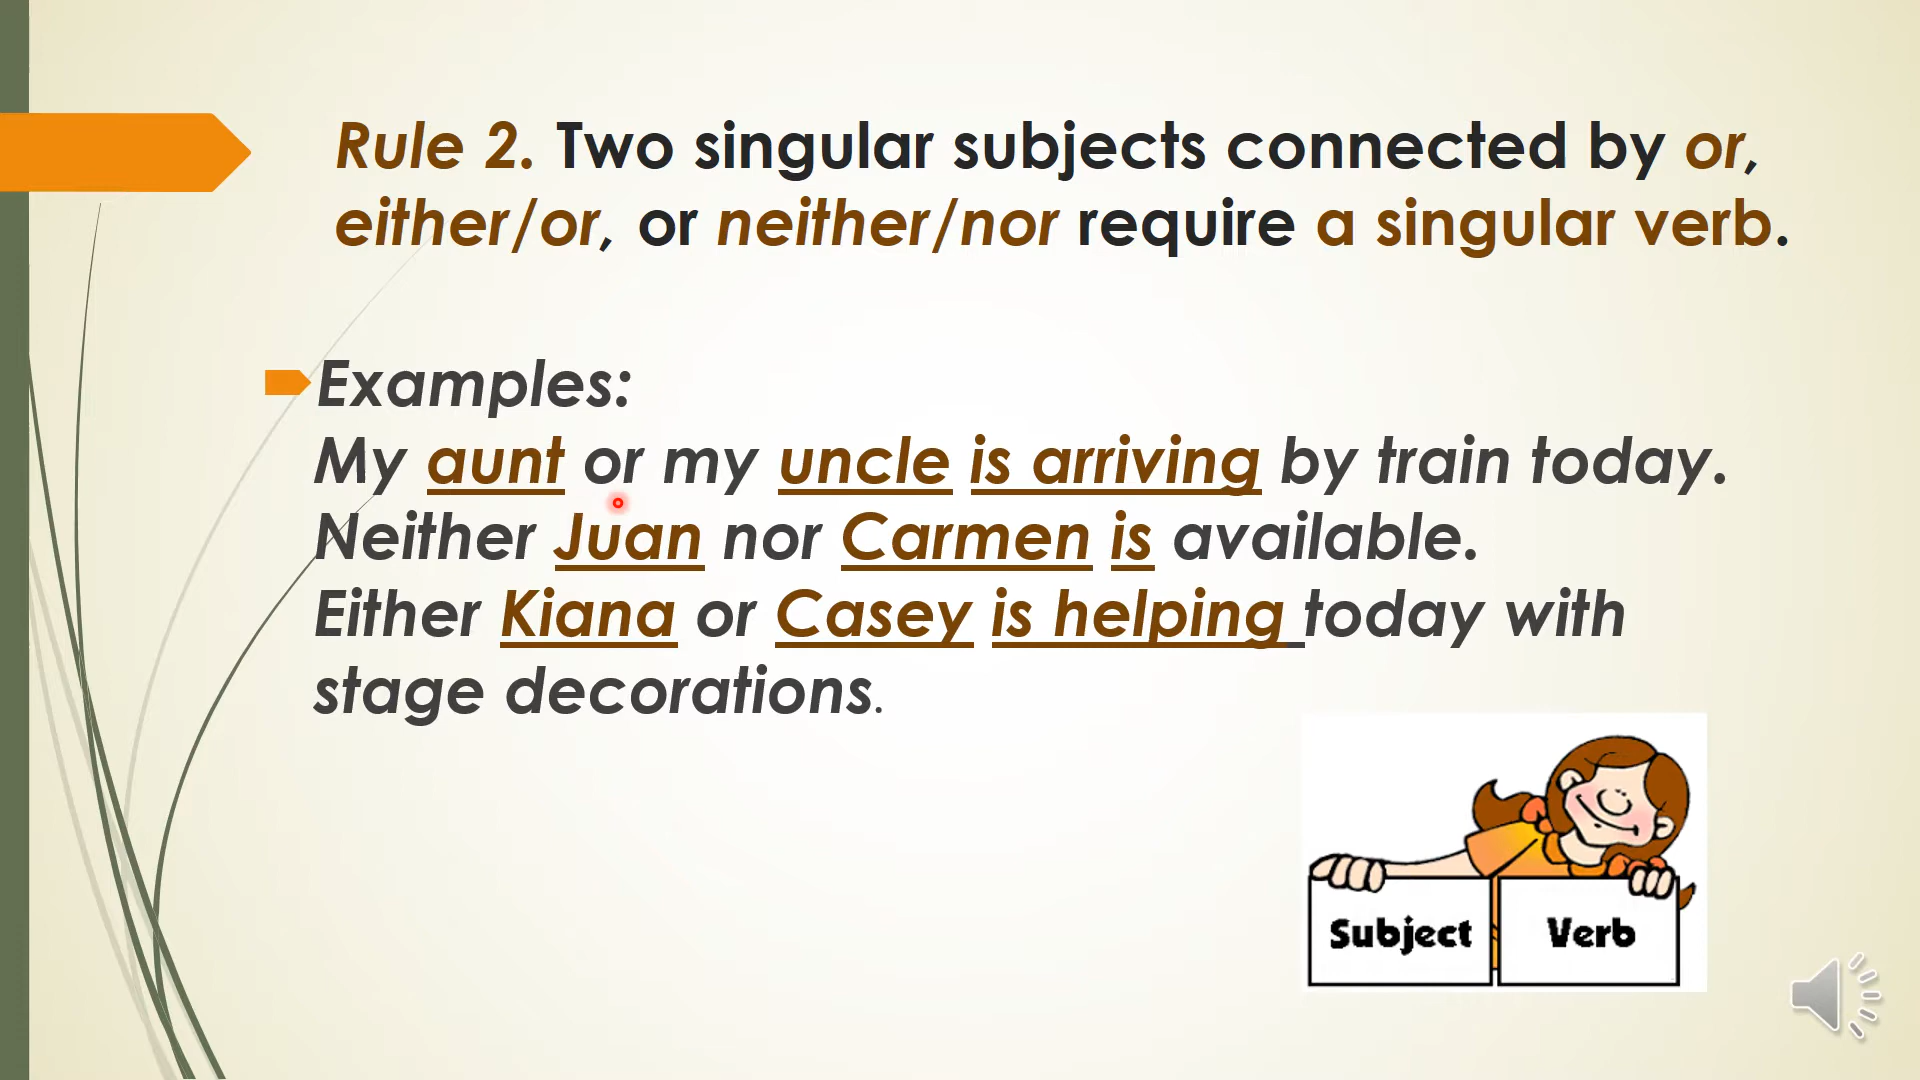 Rule 2. Two singular subjects connected by or,
either/or, or neither/nor require a singular verb.
Examples:
My aunt or my uncle is arriving by train today.
Neither Juan nor Carmen is available.
Either Kiana or Casey is helping today with
stage decorations.
Subject Verb